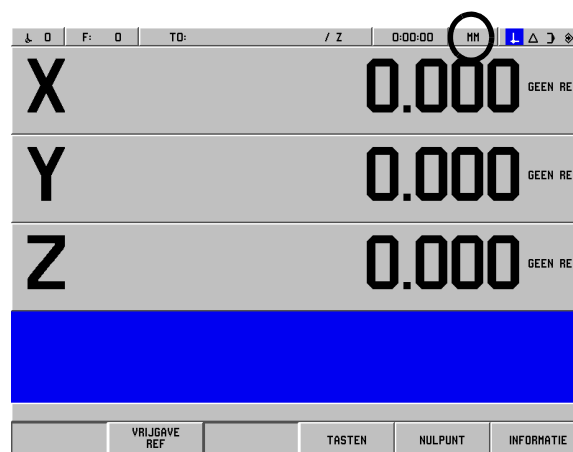 0 F: 0 T0: / Z 0:00:00 MM
X 0.000 GEEN RE
Y 0.000 GEEN RE
Z 0.000 GEEN RE
VRIJGAVE
REF
TASTEN NULPUNT INFORMATIE